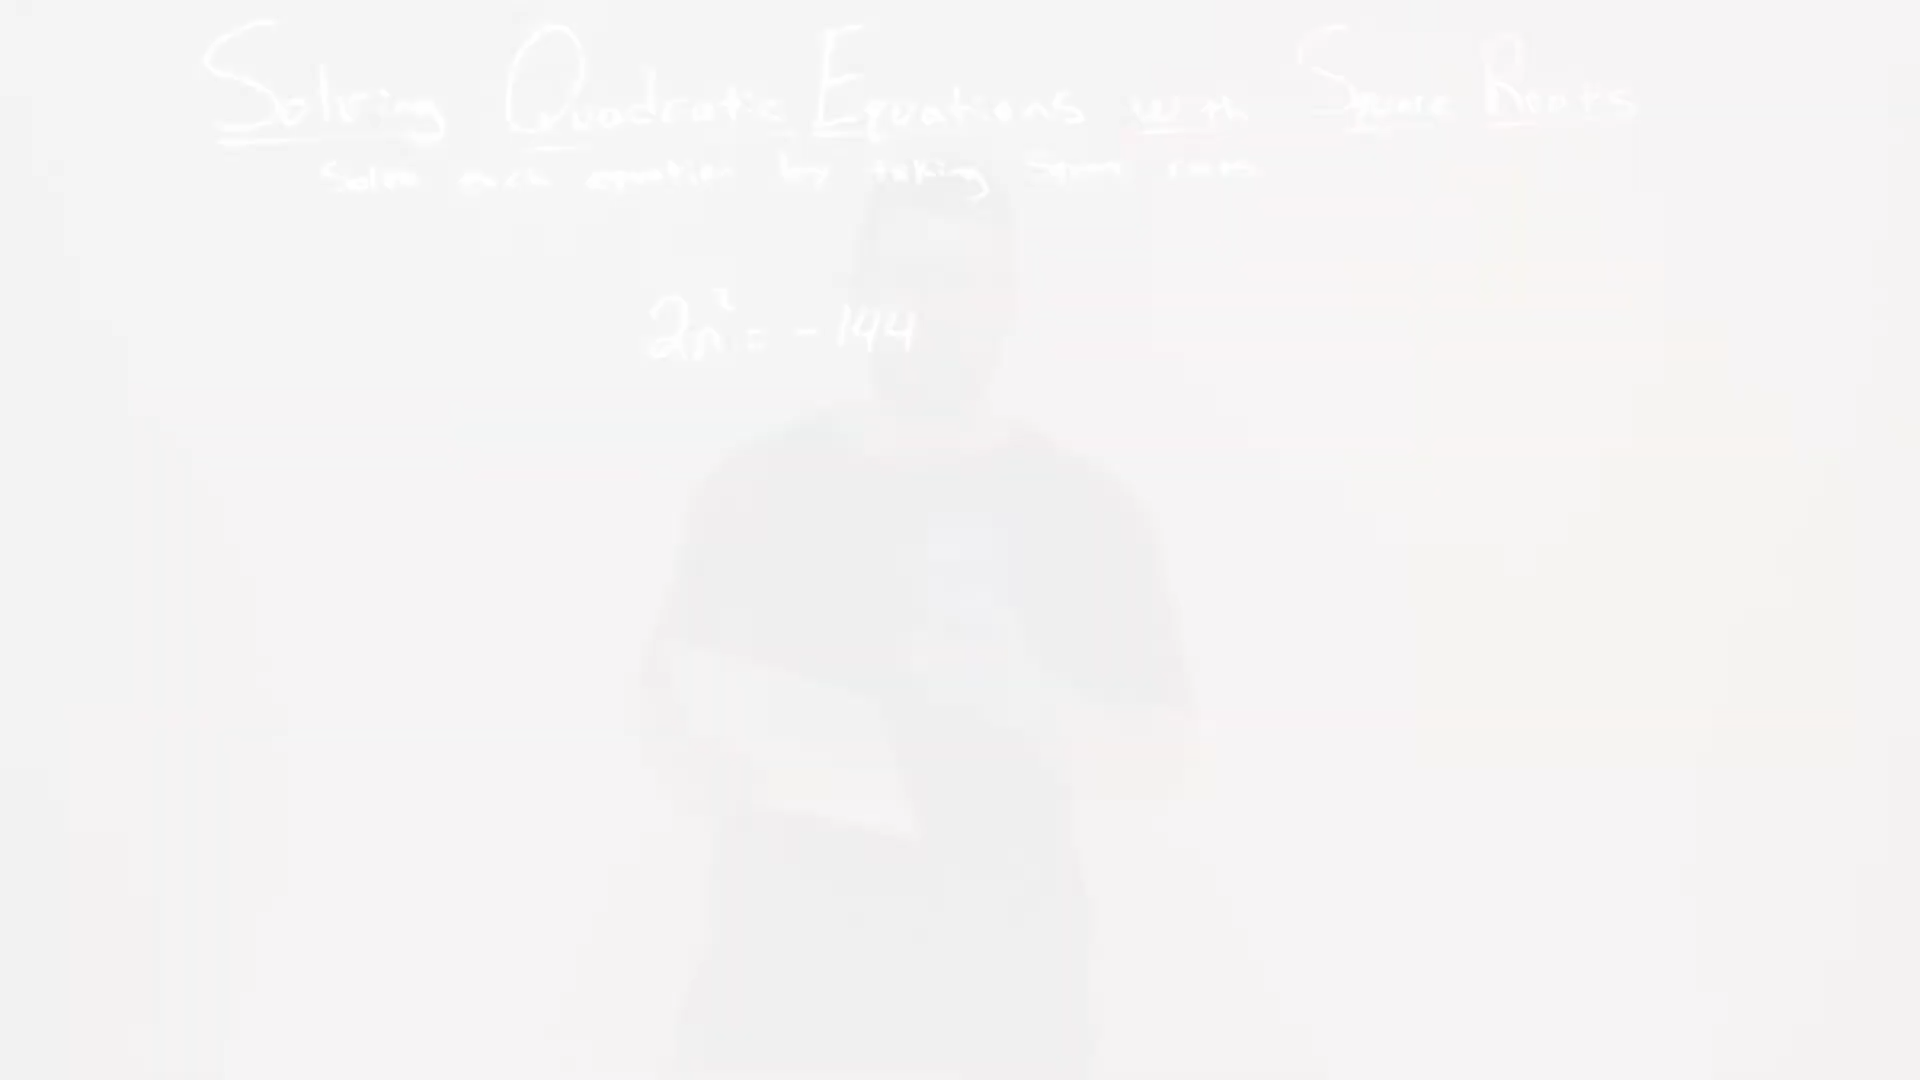 Solving Quadratic Equations with Square Roots
Solve each equation by taking square roots
2n² = -144